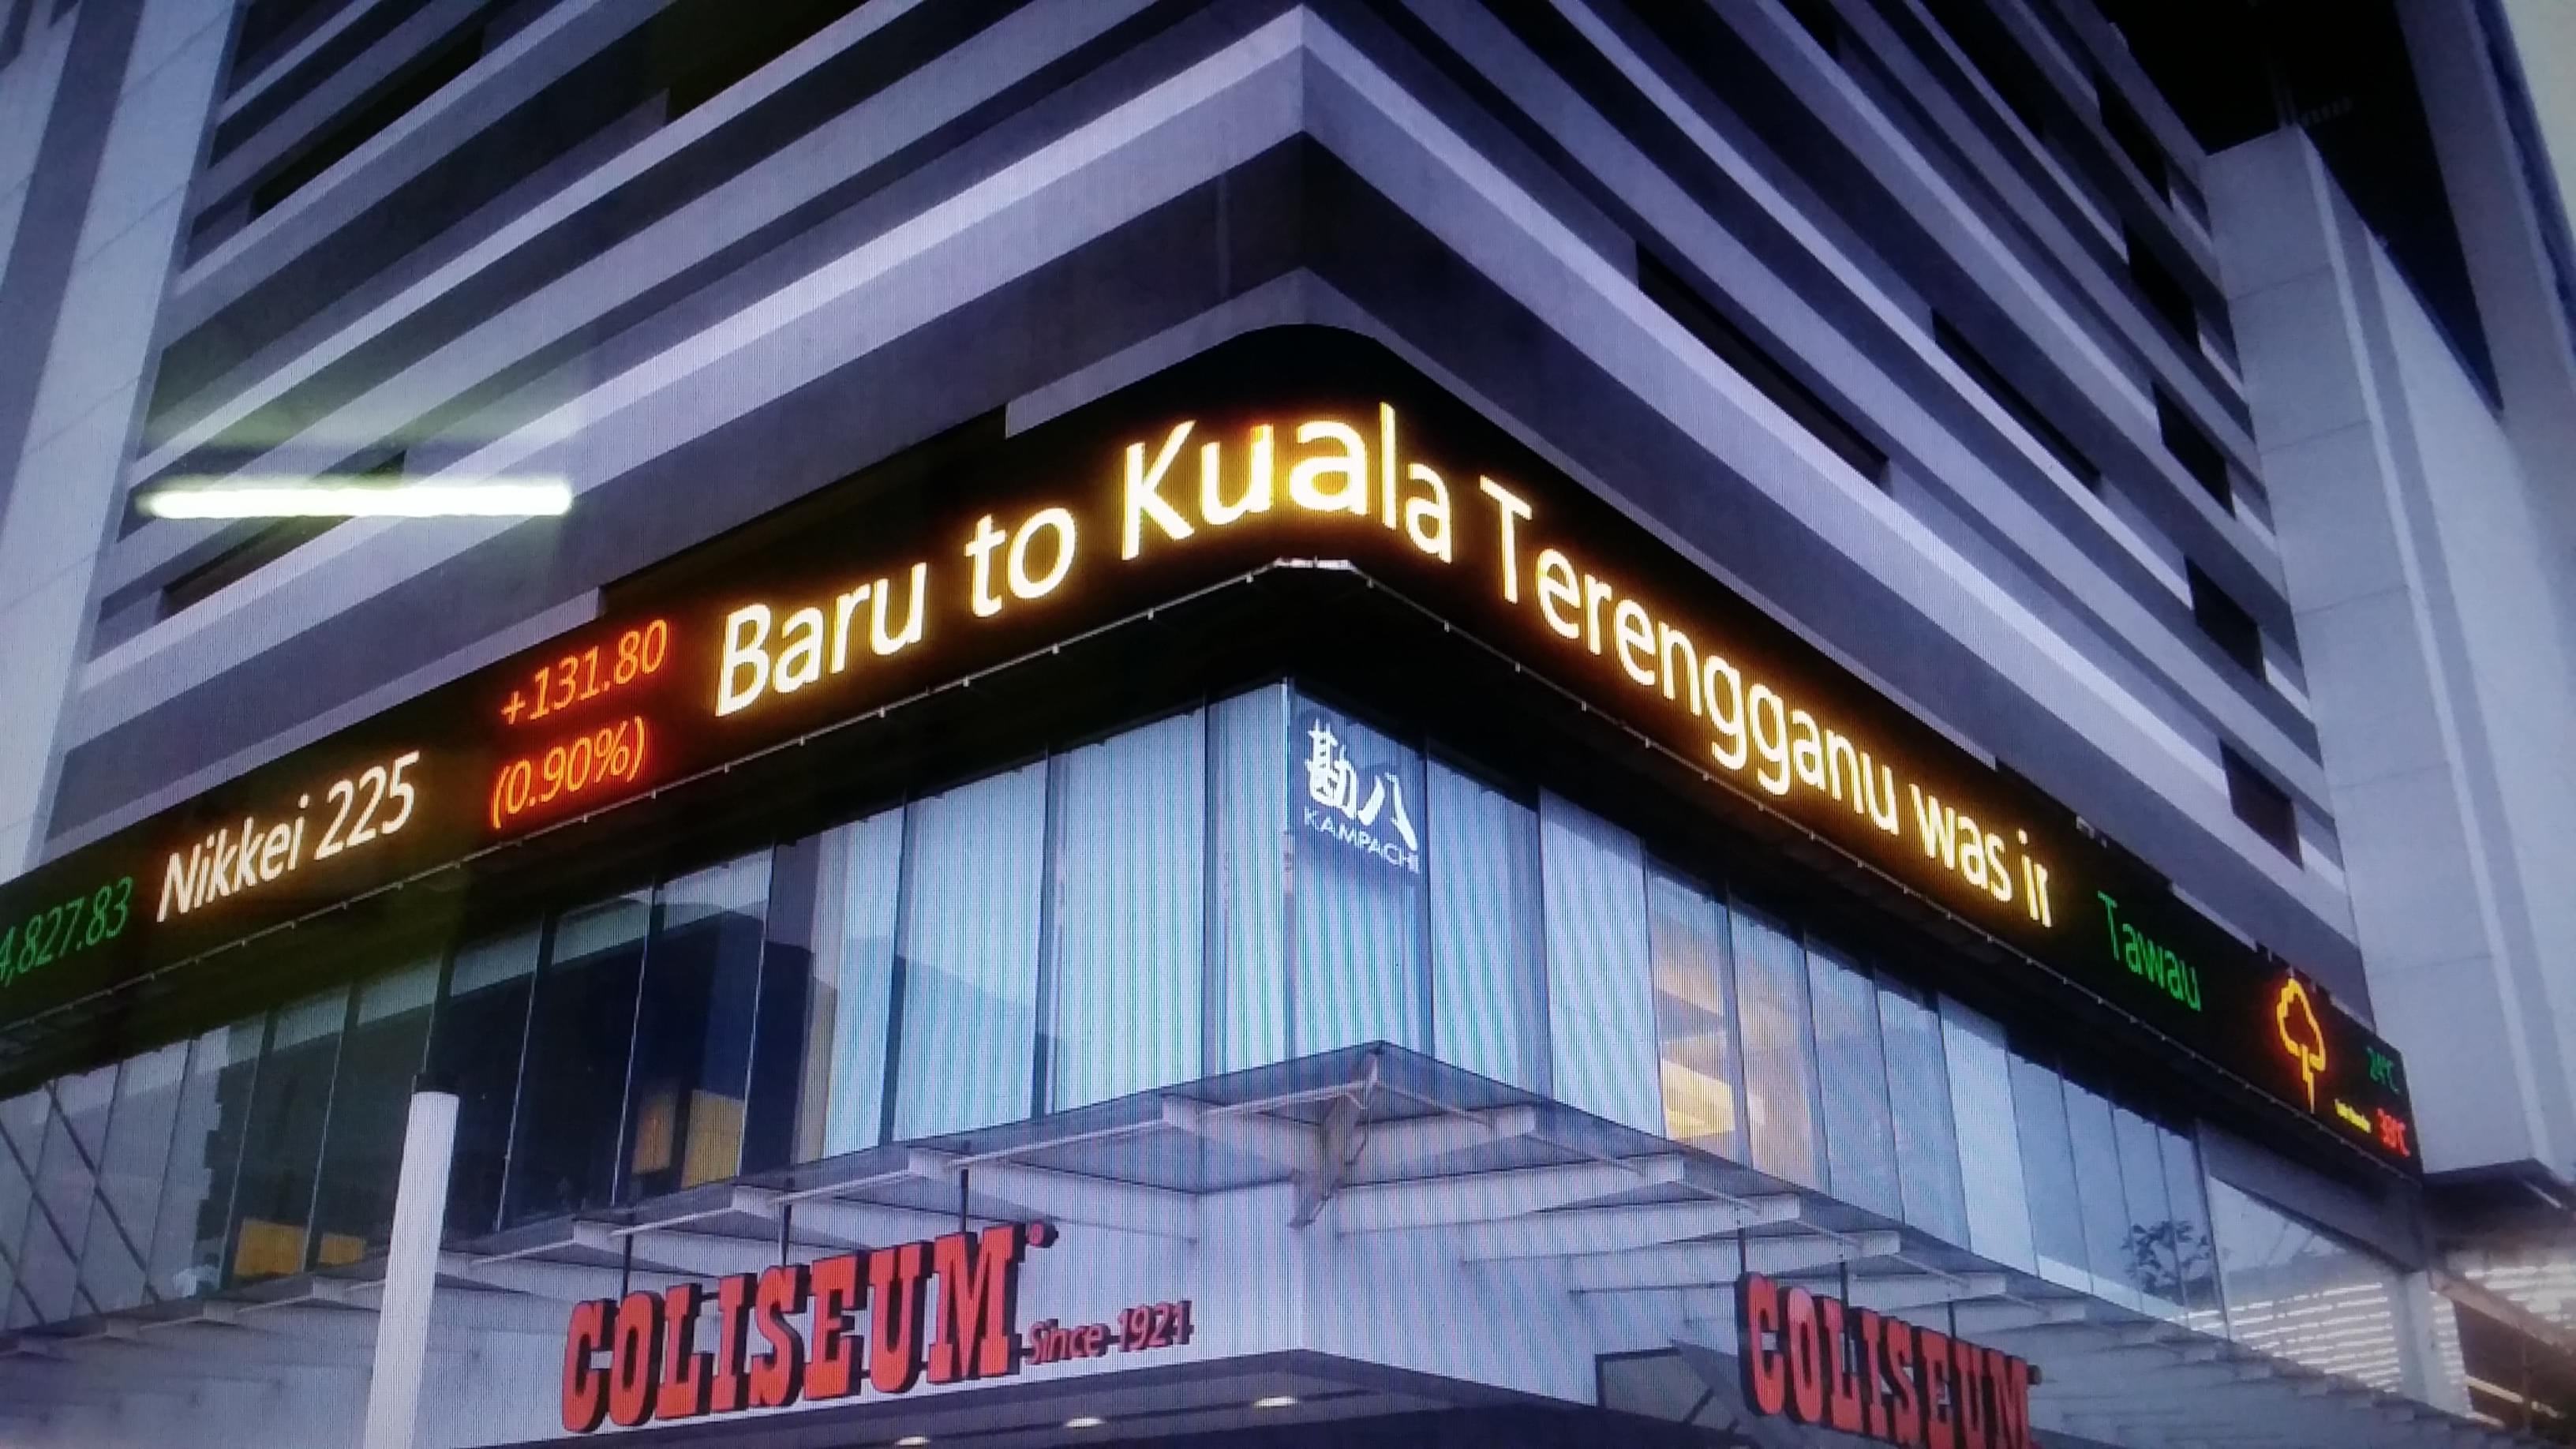 4,827.83
Nikkei 225
+131.80
(0.90%)
Baru to Kuala Terengganu was
Tawau
24°C
勘八
KAMPACHI
COLISEUM
Since 1921
COLISEUM